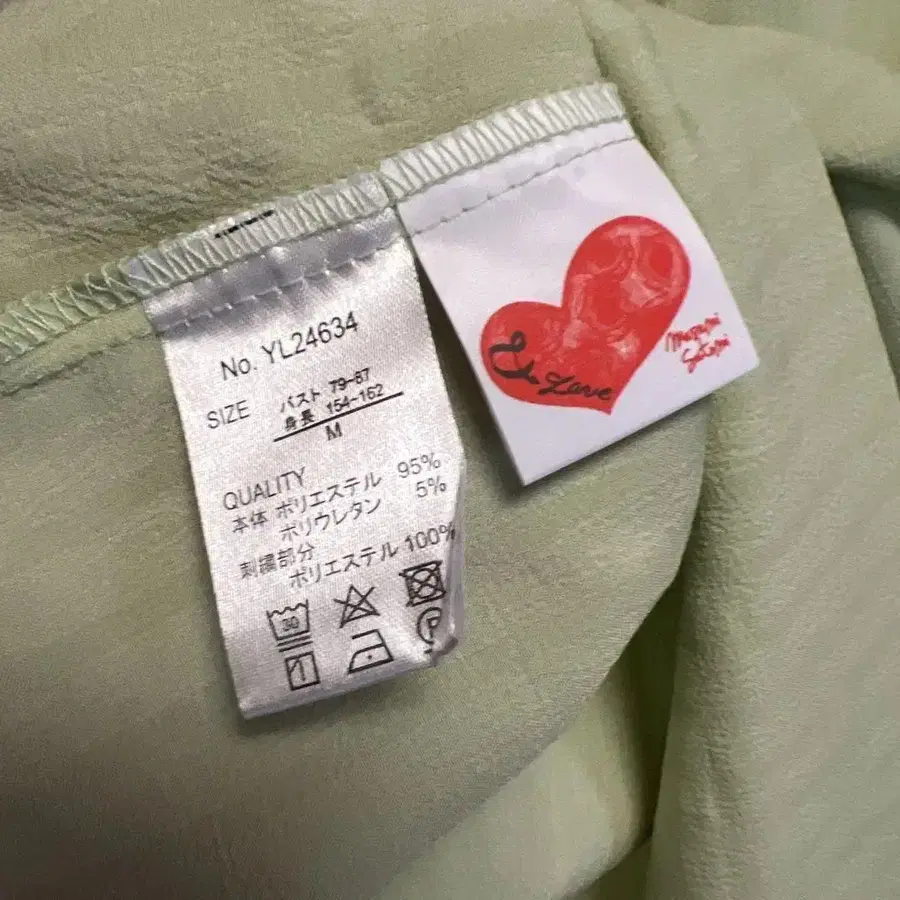 No. YL24634
SIZE
バスト 79-87
身長 154-162
M
QUALITY
本体 ポリエステル 95%
ポリウレタン 5%
刺繍部分
ポリエステル 100%
30
P
Love